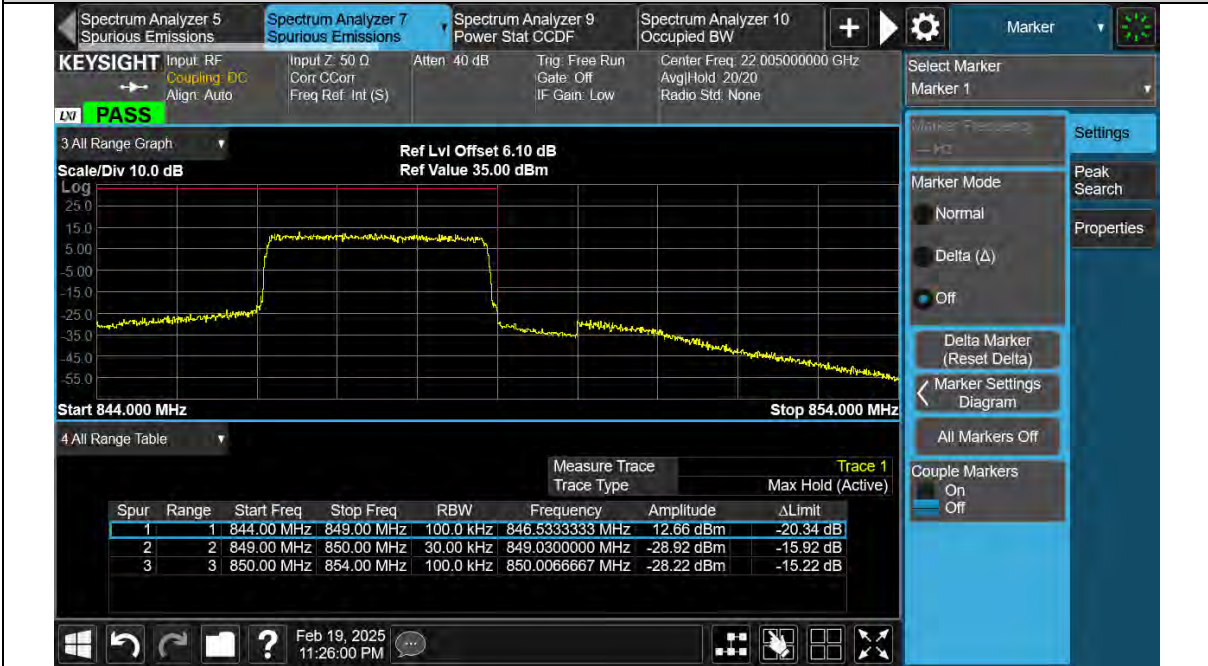 Spectrum Analyzer 5
Spurious Emissions
Spectrum Analyzer 7
Spurious Emissions
Spectrum Analyzer 9
Power Stat CCDF
Spectrum Analyzer 10
Occupied BW
Marker
KEYSIGHT
Input: RF
Coupling: DC
Align: Auto
Input Z: 50 Ω
Corr CCorr
Freq Ref: Int (S)
Atten: 40 dB
Trig: Free Run
Gate: Off
IF Gain: Low
Center Freq: 22.005000000 GHz
Avg|Hold: 20/20
Radio Std: None
LXI
PASS
Select Marker
Marker 1
3 All Range Graph
Scale/Div 10.0 dB
Ref Lvl Offset 6.10 dB
Ref Value 35.00 dBm
Log
25.0
15.0
5.00
-5.00
-15.0
-25.0
-35.0
-45.0
-55.0
Start 844.000 MHz
Stop 854.000 MHz
4 All Range Table
Measure Trace Trace 1
Trace Type Max Hold (Active)
Spur Range Start Freq Stop Freq RBW Frequency Amplitude ΔLimit
1 1 844.00 MHz 849.00 MHz 100.0 kHz 846.5333333 MHz 12.66 dBm -20.34 dB
2 2 849.00 MHz 850.00 MHz 30.00 kHz 849.0300000 MHz -28.92 dBm -15.92 dB
3 3 850.00 MHz 854.00 MHz 100.0 kHz 850.0066667 MHz -28.22 dBm -15.22 dB
Marker Frequency
--- Hz
Marker Mode
Normal
Delta (Δ)
Off
Delta Marker
(Reset Delta)
Marker Settings
Diagram
All Markers Off
Couple Markers
On
Off
Settings
Peak
Search
Properties
Feb 19, 2025
11:26:00 PM